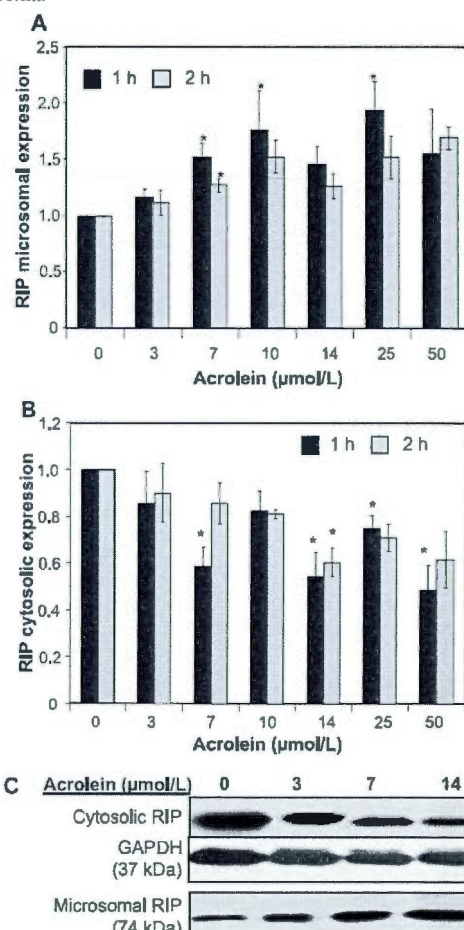 A
RIP microsomal expression
2.5
2.0
1.5
1.0
0.5
0
1 h 2 h
* * * * *
0 3 7 10 14 25 50
Acrolein (µmol/L)
B
RIP cytosolic expression
1,2
1,0
0,8
0,6
0,4
0,2
0
1 h 2 h
* * * * *
0 3 7 10 14 25 50
Acrolein (µmol/L)
C Acrolein (µmol/L) 0 3 7 14
Cytosolic RIP
GAPDH
(37 kDa)
Microsomal RIP
(74 kDa)